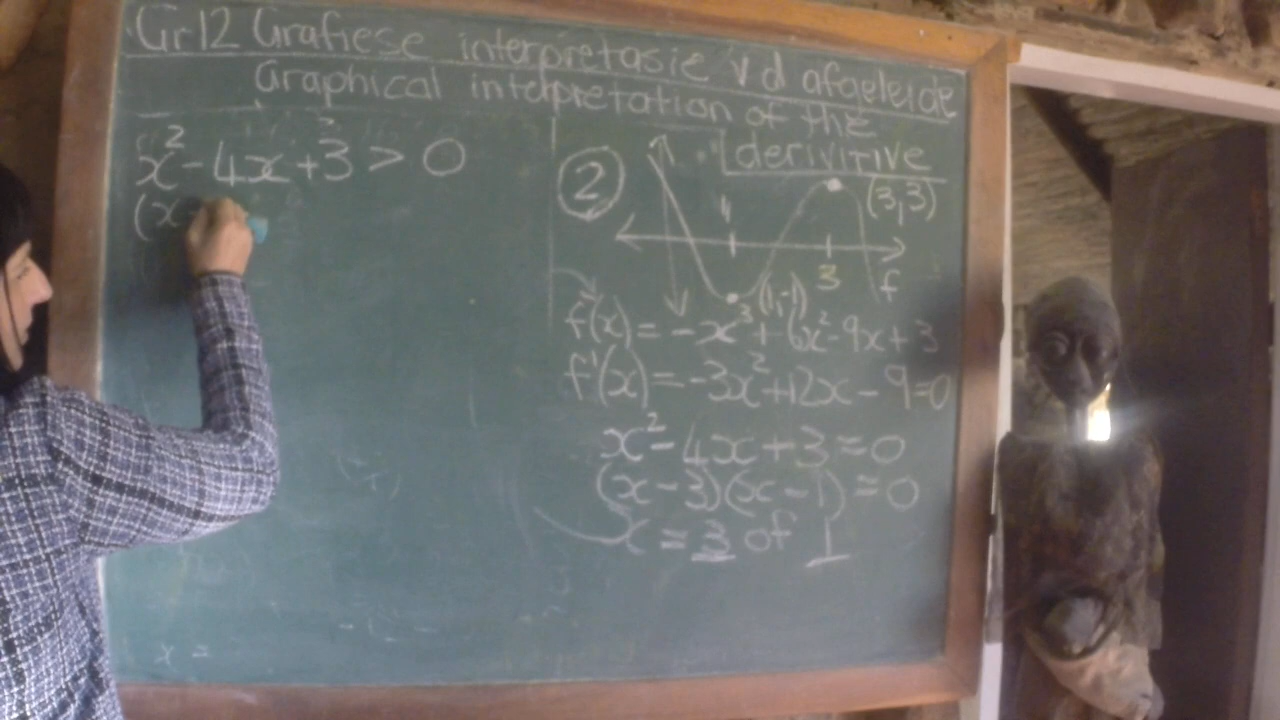 Gr12 Grafiese interpretasie vd afgeleide
Graphical interpretation of the
derivitive
x² - 4x + 3 > 0
(x
2
(3,3)
3
f
(1,-1)
f(x) = -x³ + 6x² - 9x + 3
f'(x) = -3x² + 12x - 9 = 0
x² - 4x + 3 = 0
(x - 3)(x - 1) = 0
x = 3 of 1
x =